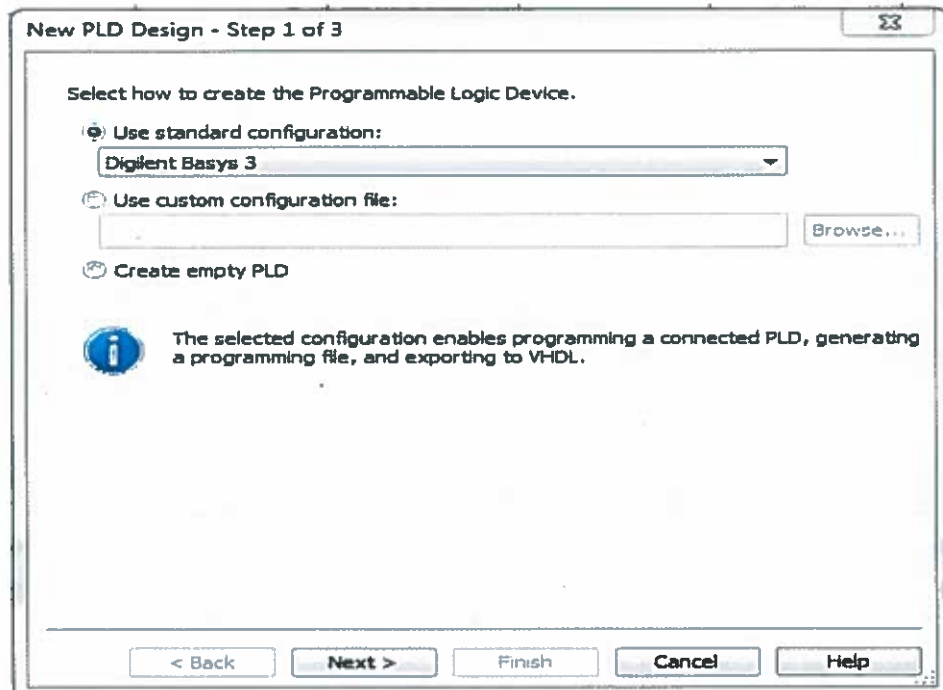 New PLD Design - Step 1 of 3
Select how to create the Programmable Logic Device.
Use standard configuration:
Digilent Basys 3
Use custom configuration file:
Browse...
Create empty PLD
The selected configuration enables programming a connected PLD, generating
a programming file, and exporting to VHDL.
< Back Next > Finish Cancel Help